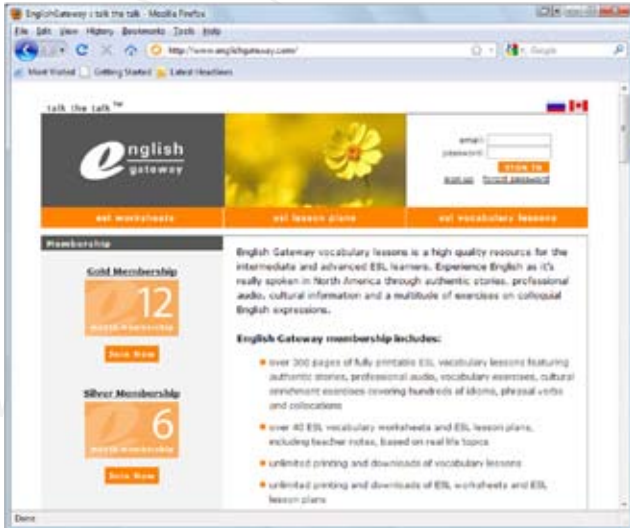 EnglishGateway : talk the talk - Mozilla Firefox
File Edit View History Bookmarks Tools Help
http://www.englishgateway.com/
Google
Most Visited Getting Started Latest Headlines
talk the talk ™
english
gateway
email:
password:
SIGN IN
sign up forgot password
esl worksheets esl lesson plans esl vocabulary lessons
Membership
Gold Membership
12
month membership
Join Now
Silver Membership
6
month membership
Join Now
English Gateway vocabulary lessons is a high quality resource for the
intermediate and advanced ESL learners. Experience English as it's
really spoken in North America through authentic stories, professional
audio, cultural information and a multitude of exercises on colloquial
English expressions.
English Gateway membership includes:
over 300 pages of fully printable ESL vocabulary lessons featuring
authentic stories, professional audio, vocabulary exercises, cultural
enrichment exercises covering hundreds of idioms, phrasal verbs
and collocations
over 40 ESL vocabulary worksheets and ESL lesson plans,
including teacher notes, based on real life topics
unlimited printing and downloads of vocabulary lessons
unlimited printing and downloads of ESL worksheets and ESL
lesson plans
Done